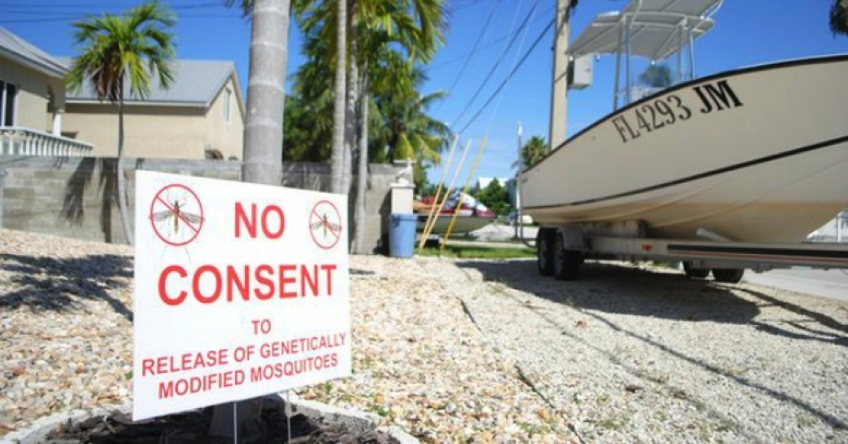 NO
CONSENT
TO
RELEASE OF GENETICALLY
MODIFIED MOSQUITOES
FL4293 JM